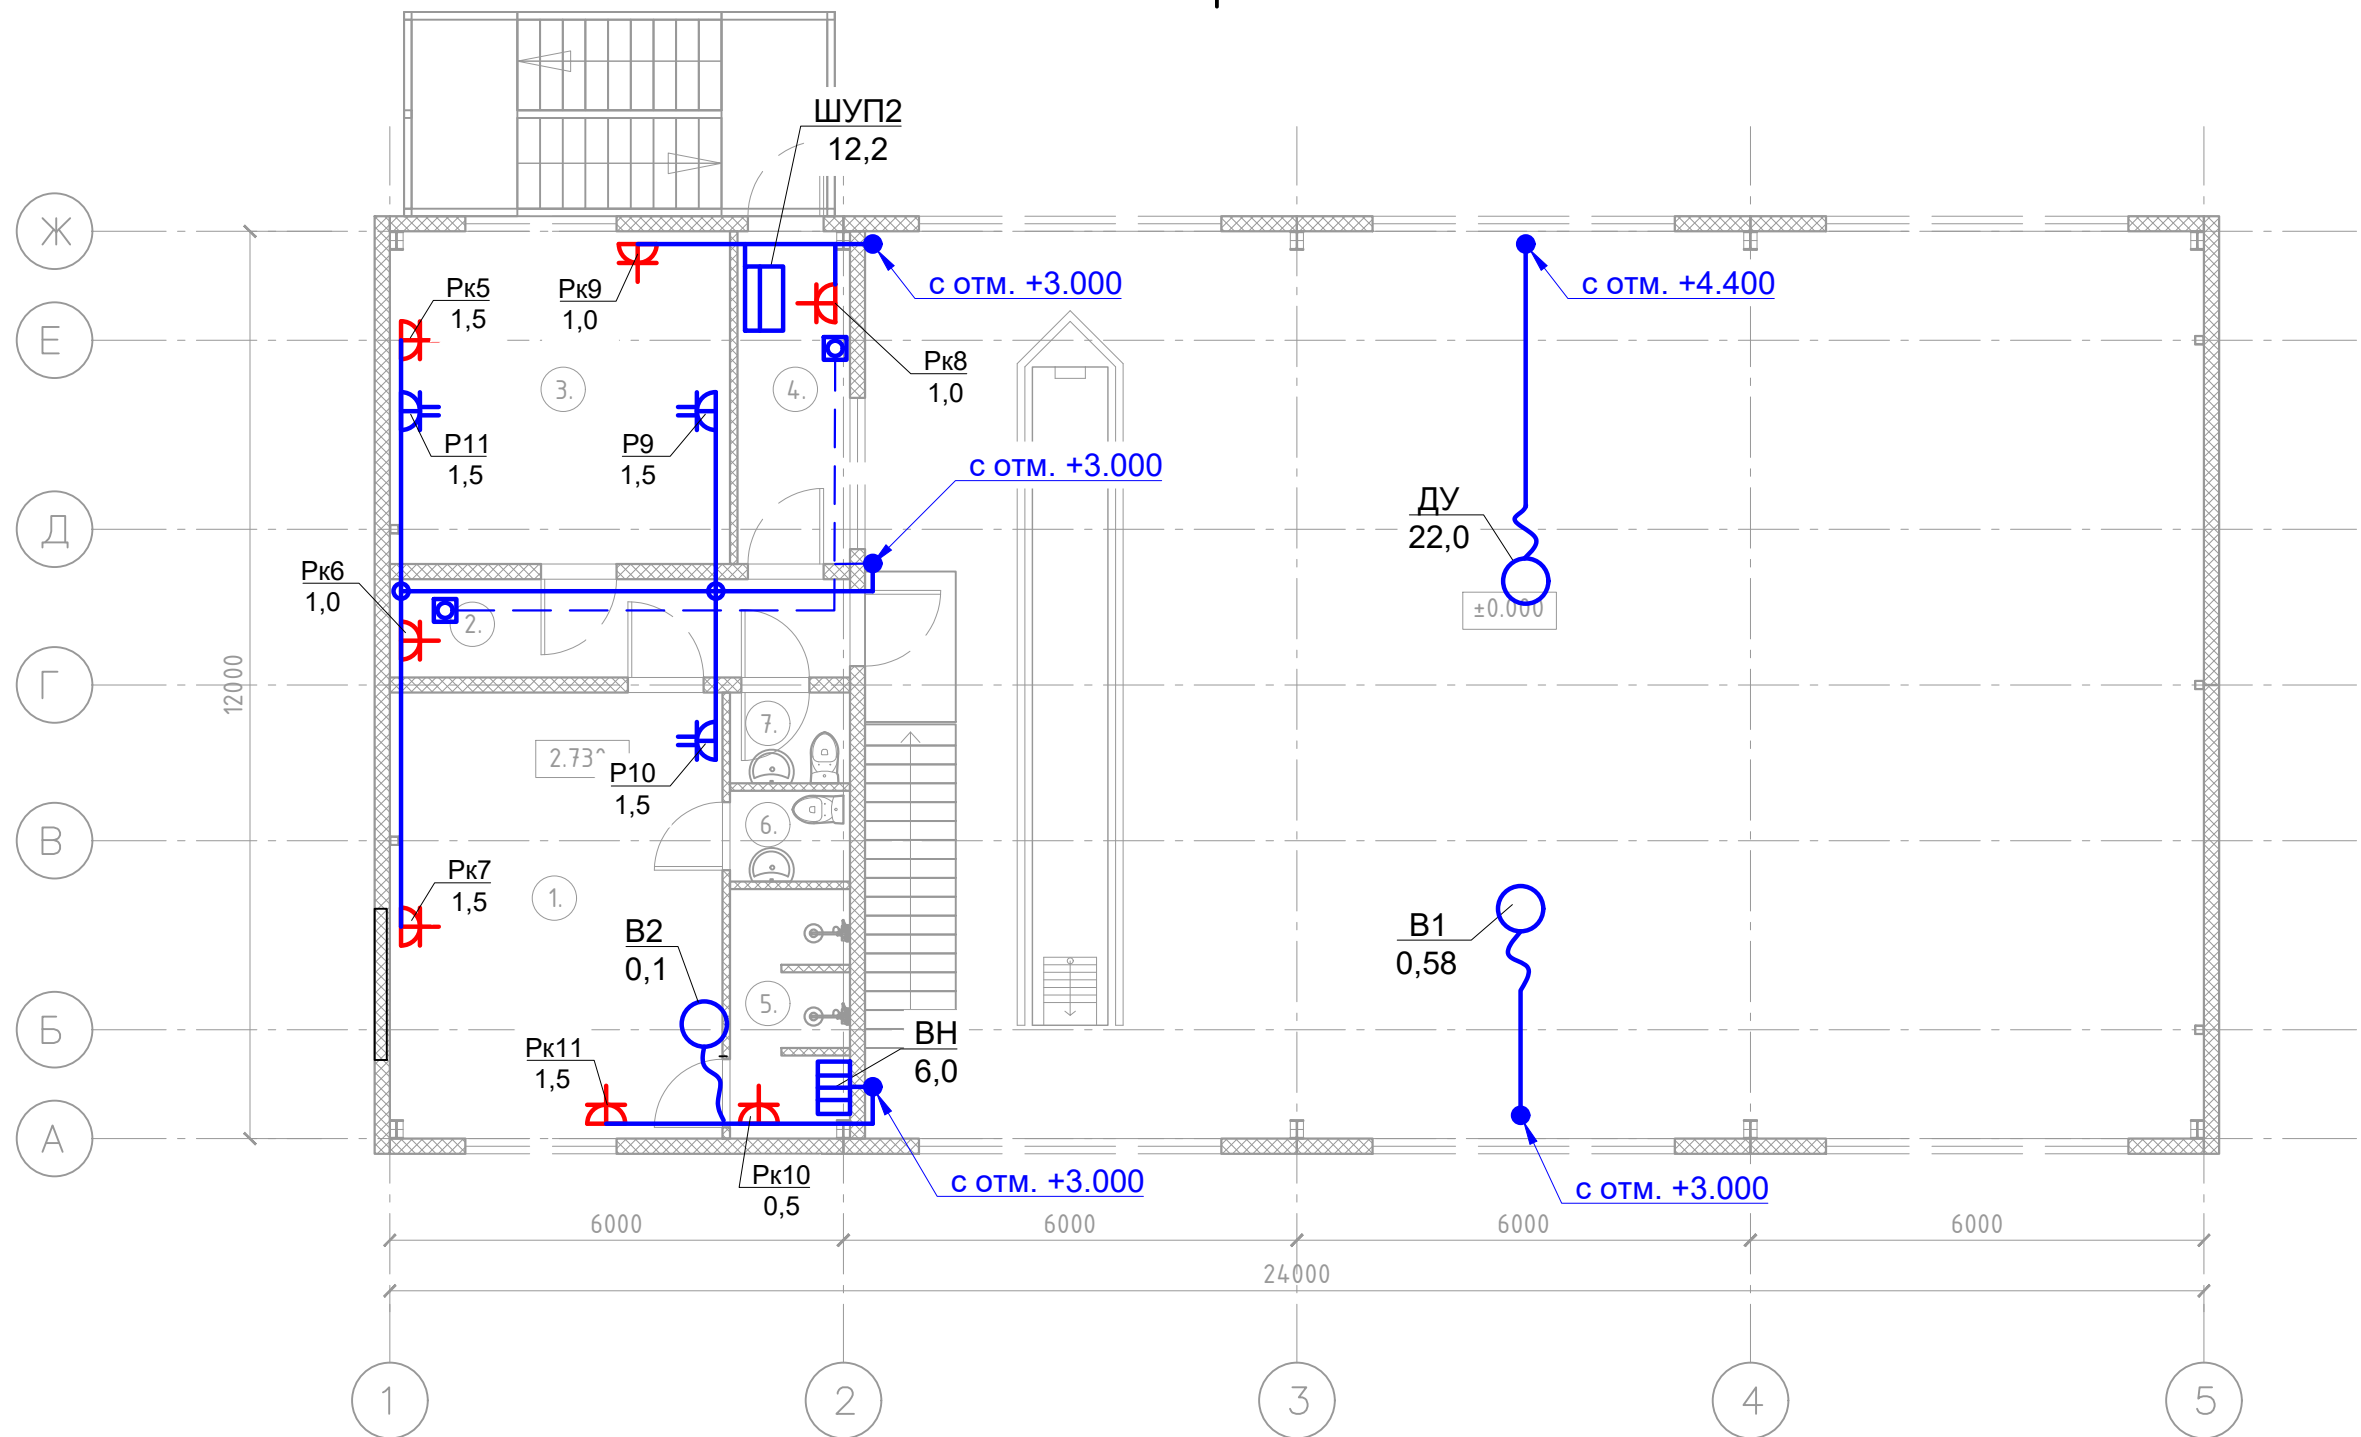 ШУП2
12,2
Ж
с отм. +3.000
с отм. +4.400
Рк5
1,5
Рк9
1,0
Е
Рк8
1,0
3.
4.
Р11
1,5
Р9
1,5
с отм. +3.000
ДУ
22,0
Д
Рк6
1,0
±0.000
2.
Г
12000
7.
2.73
Р10
1,5
6.
В
Рк7
1,5
1.
В2
0,1
В1
0,58
5.
Б
ВН
6,0
Рк11
1,5
А
Рк10
0,5
с отм. +3.000
с отм. +3.000
6000
6000
6000
6000
24000
1
2
3
4
5